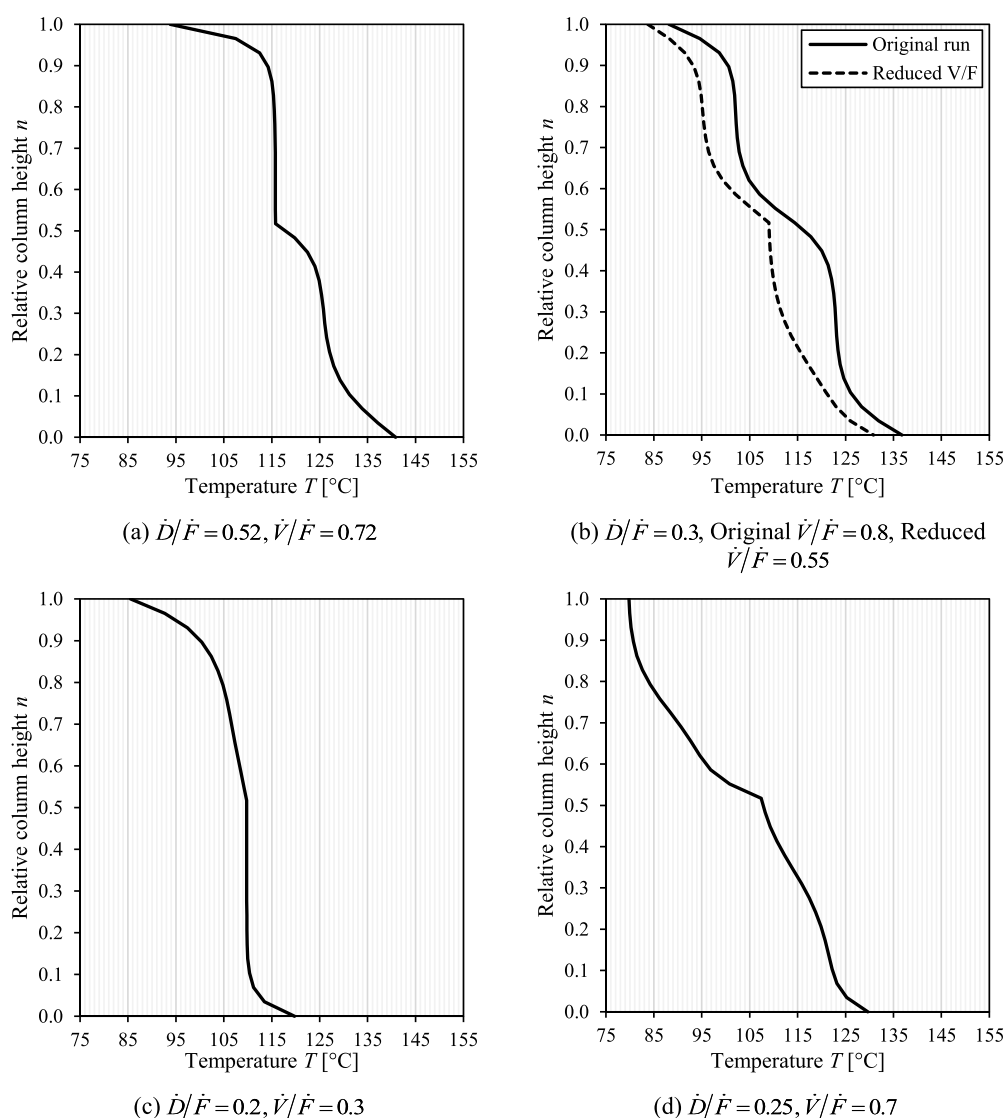 1.0
0.9
0.8
0.7
0.6
0.5
0.4
0.3
0.2
0.1
0.0
Relative column height n
75 85 95 105 115 125 135 145 155
Temperature T [°C]
(a) Ḋ/Ḟ = 0.52, V̇/Ḟ = 0.72
1.0
0.9
0.8
0.7
0.6
0.5
0.4
0.3
0.2
0.1
0.0
Relative column height n
Original run
Reduced V/F
75 85 95 105 115 125 135 145 155
Temperature T [°C]
(b) Ḋ/Ḟ = 0.3, Original V̇/Ḟ = 0.8, Reduced
V̇/Ḟ = 0.55
1.0
0.9
0.8
0.7
0.6
0.5
0.4
0.3
0.2
0.1
0.0
Relative column height n
75 85 95 105 115 125 135 145 155
Temperature T [°C]
(c) Ḋ/Ḟ = 0.2, V̇/Ḟ = 0.3
1.0
0.9
0.8
0.7
0.6
0.5
0.4
0.3
0.2
0.1
0.0
Relative column height n
75 85 95 105 115 125 135 145 155
Temperature T [°C]
(d) Ḋ/Ḟ = 0.25, V̇/Ḟ = 0.7